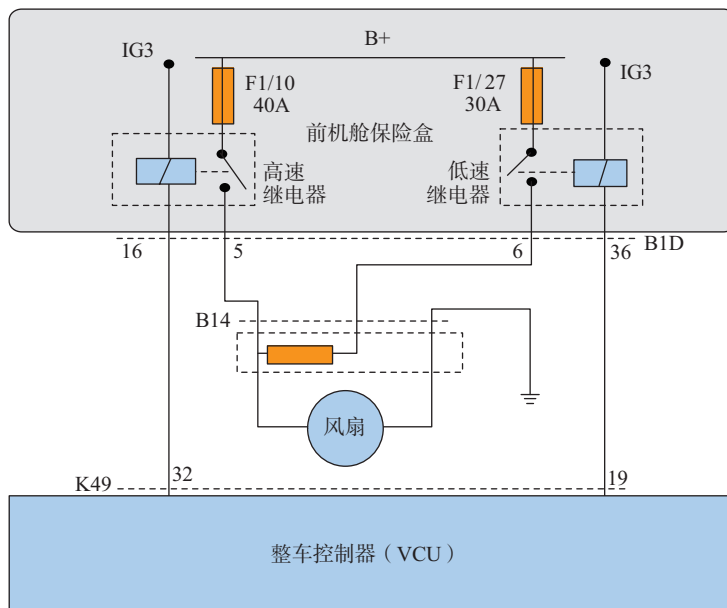 B+
IG3
IG3
F1/10
40A
F1/27
30A
前机舱保险盒
高速
继电器
低速
继电器
16
5
6
36
B1D
B14
风扇
32
19
K49
整车控制器（VCU）